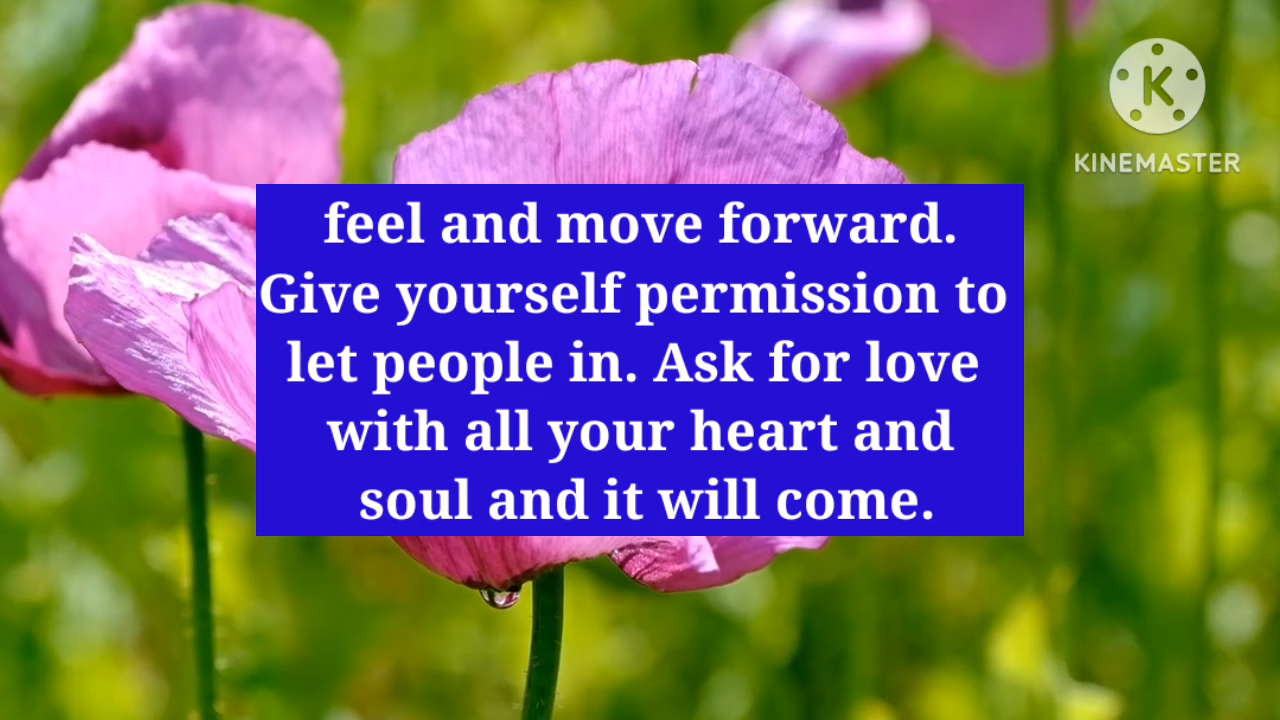 KINEMASTER
feel and move forward.
Give yourself permission to
let people in. Ask for love
with all your heart and
soul and it will come.